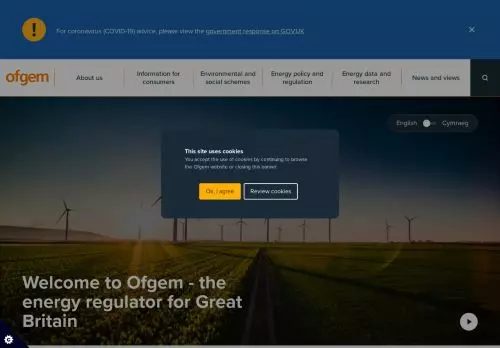 For coronavirus (COVID-19) advice, please view the government response on GOV.UK
ofgem
About us
Information for
consumers
Environmental and
social schemes
Energy policy and
regulation
Energy data and
research
News and views
English
Cymraeg
This site uses cookies
You accept the use of cookies by continuing to browse
the Ofgem website or closing this banner.
Ok, I agree
Review cookies
Welcome to Ofgem - the
energy regulator for Great
Britain